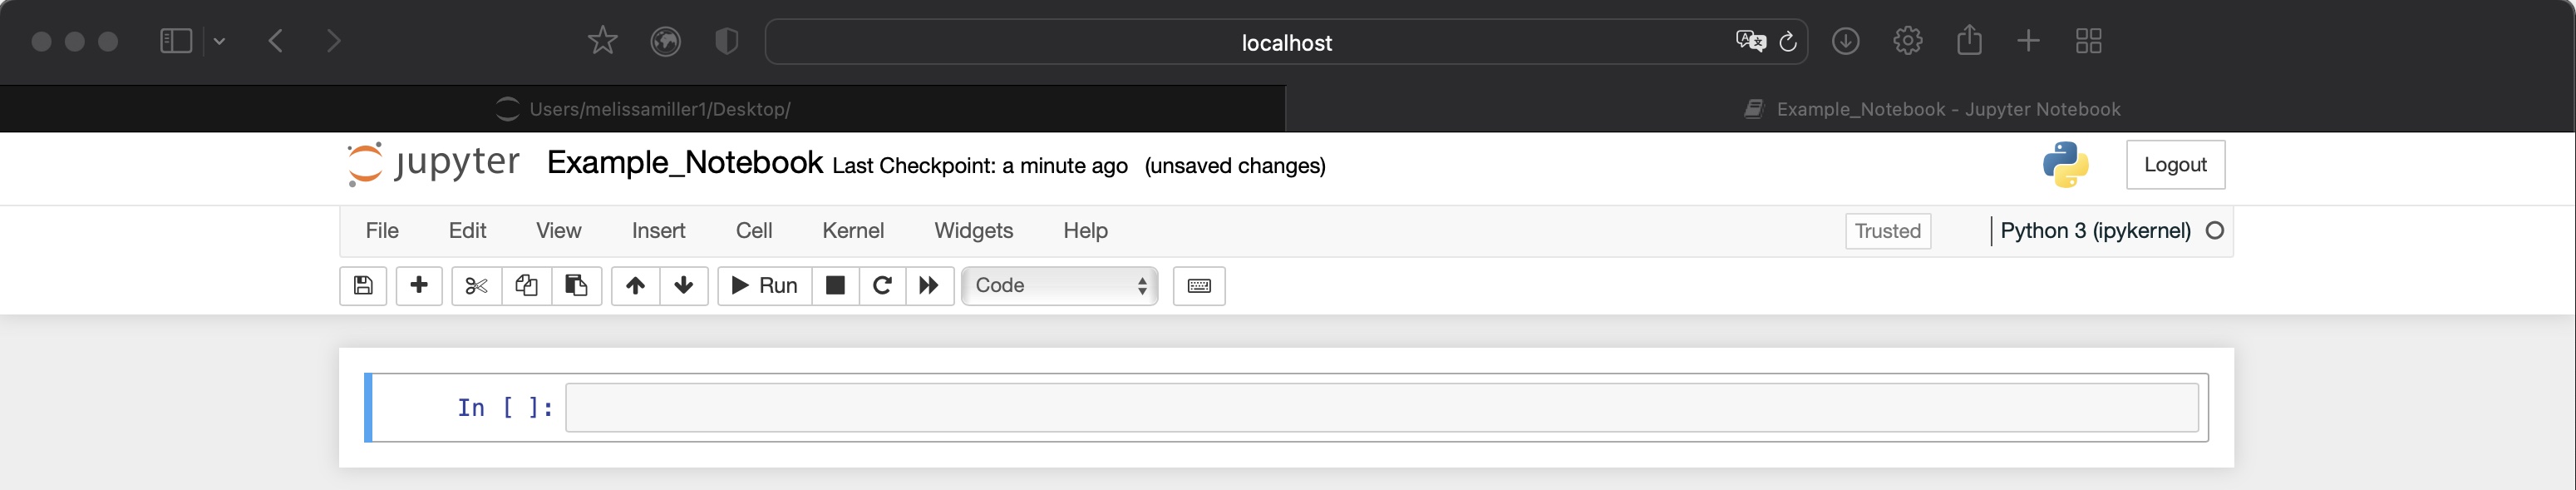 localhost
Users/melissamiller1/Desktop/
Example_Notebook - Jupyter Notebook
jupyter Example_Notebook Last Checkpoint: a minute ago (unsaved changes)
Logout
File Edit View Insert Cell Kernel Widgets Help
Trusted
Python 3 (ipykernel)
Run
Code
In [ ]: